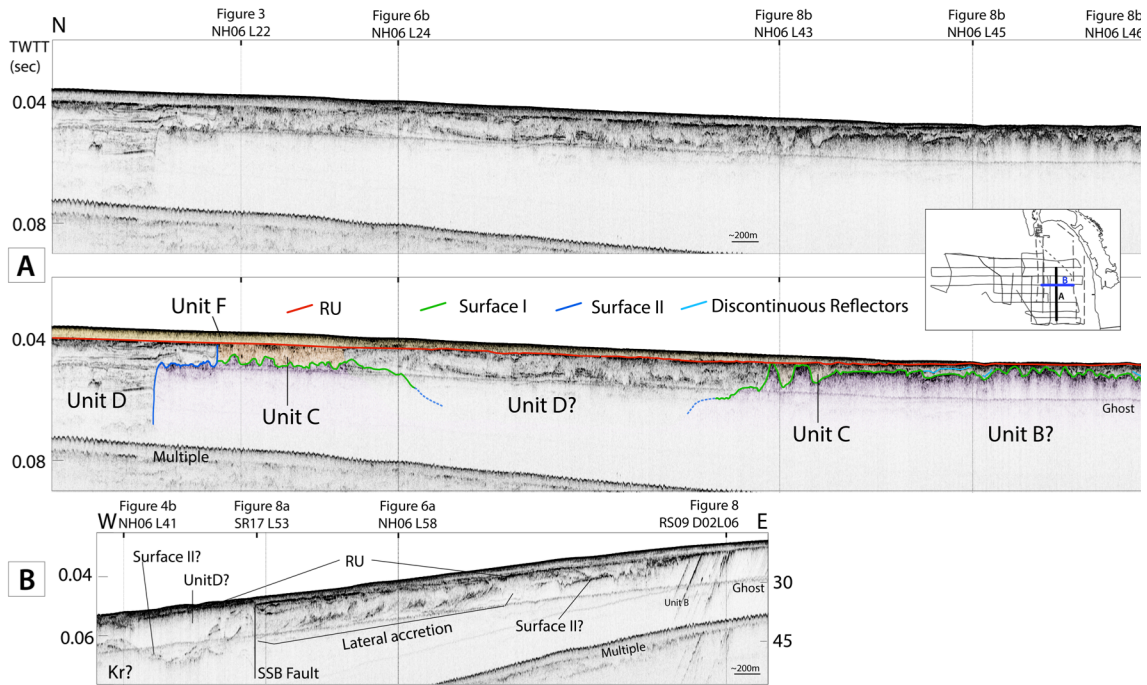 Figure 3
NH06 L22
Figure 6b
NH06 L24
Figure 8b
NH06 L43
Figure 8b
NH06 L45
Figure 8b
NH06 L46
N
TWTT
(sec)
0.04
0.08
~200m
A
B
A
Unit F
RU
Surface I
Surface II
Discontinuous Reflectors
0.04
Unit D
Unit C
Unit D?
Unit C
Unit B?
Ghost
Multiple
0.08
W
Figure 4b
NH06 L41
Figure 8a
SR17 L53
Figure 6a
NH06 L58
Figure 8
RS09 D02L06
E
B
Surface II?
UnitD?
RU
0.04
30
Ghost
Unit B
Surface II?
Lateral accretion
0.06
45
Multiple
Kr?
SSB Fault
~200m